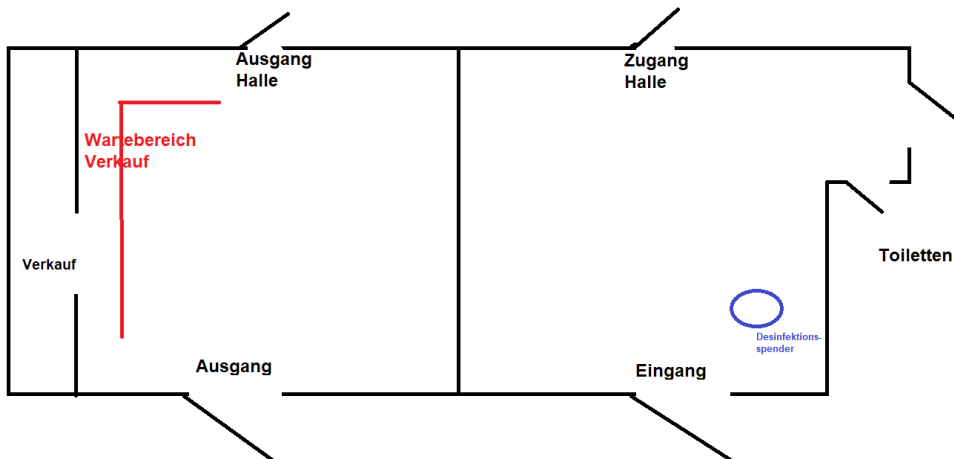 Ausgang
Halle
Zugang
Halle
Wartebereich
Verkauf
Verkauf
Toiletten
Desinfektions-
spender
Ausgang
Eingang